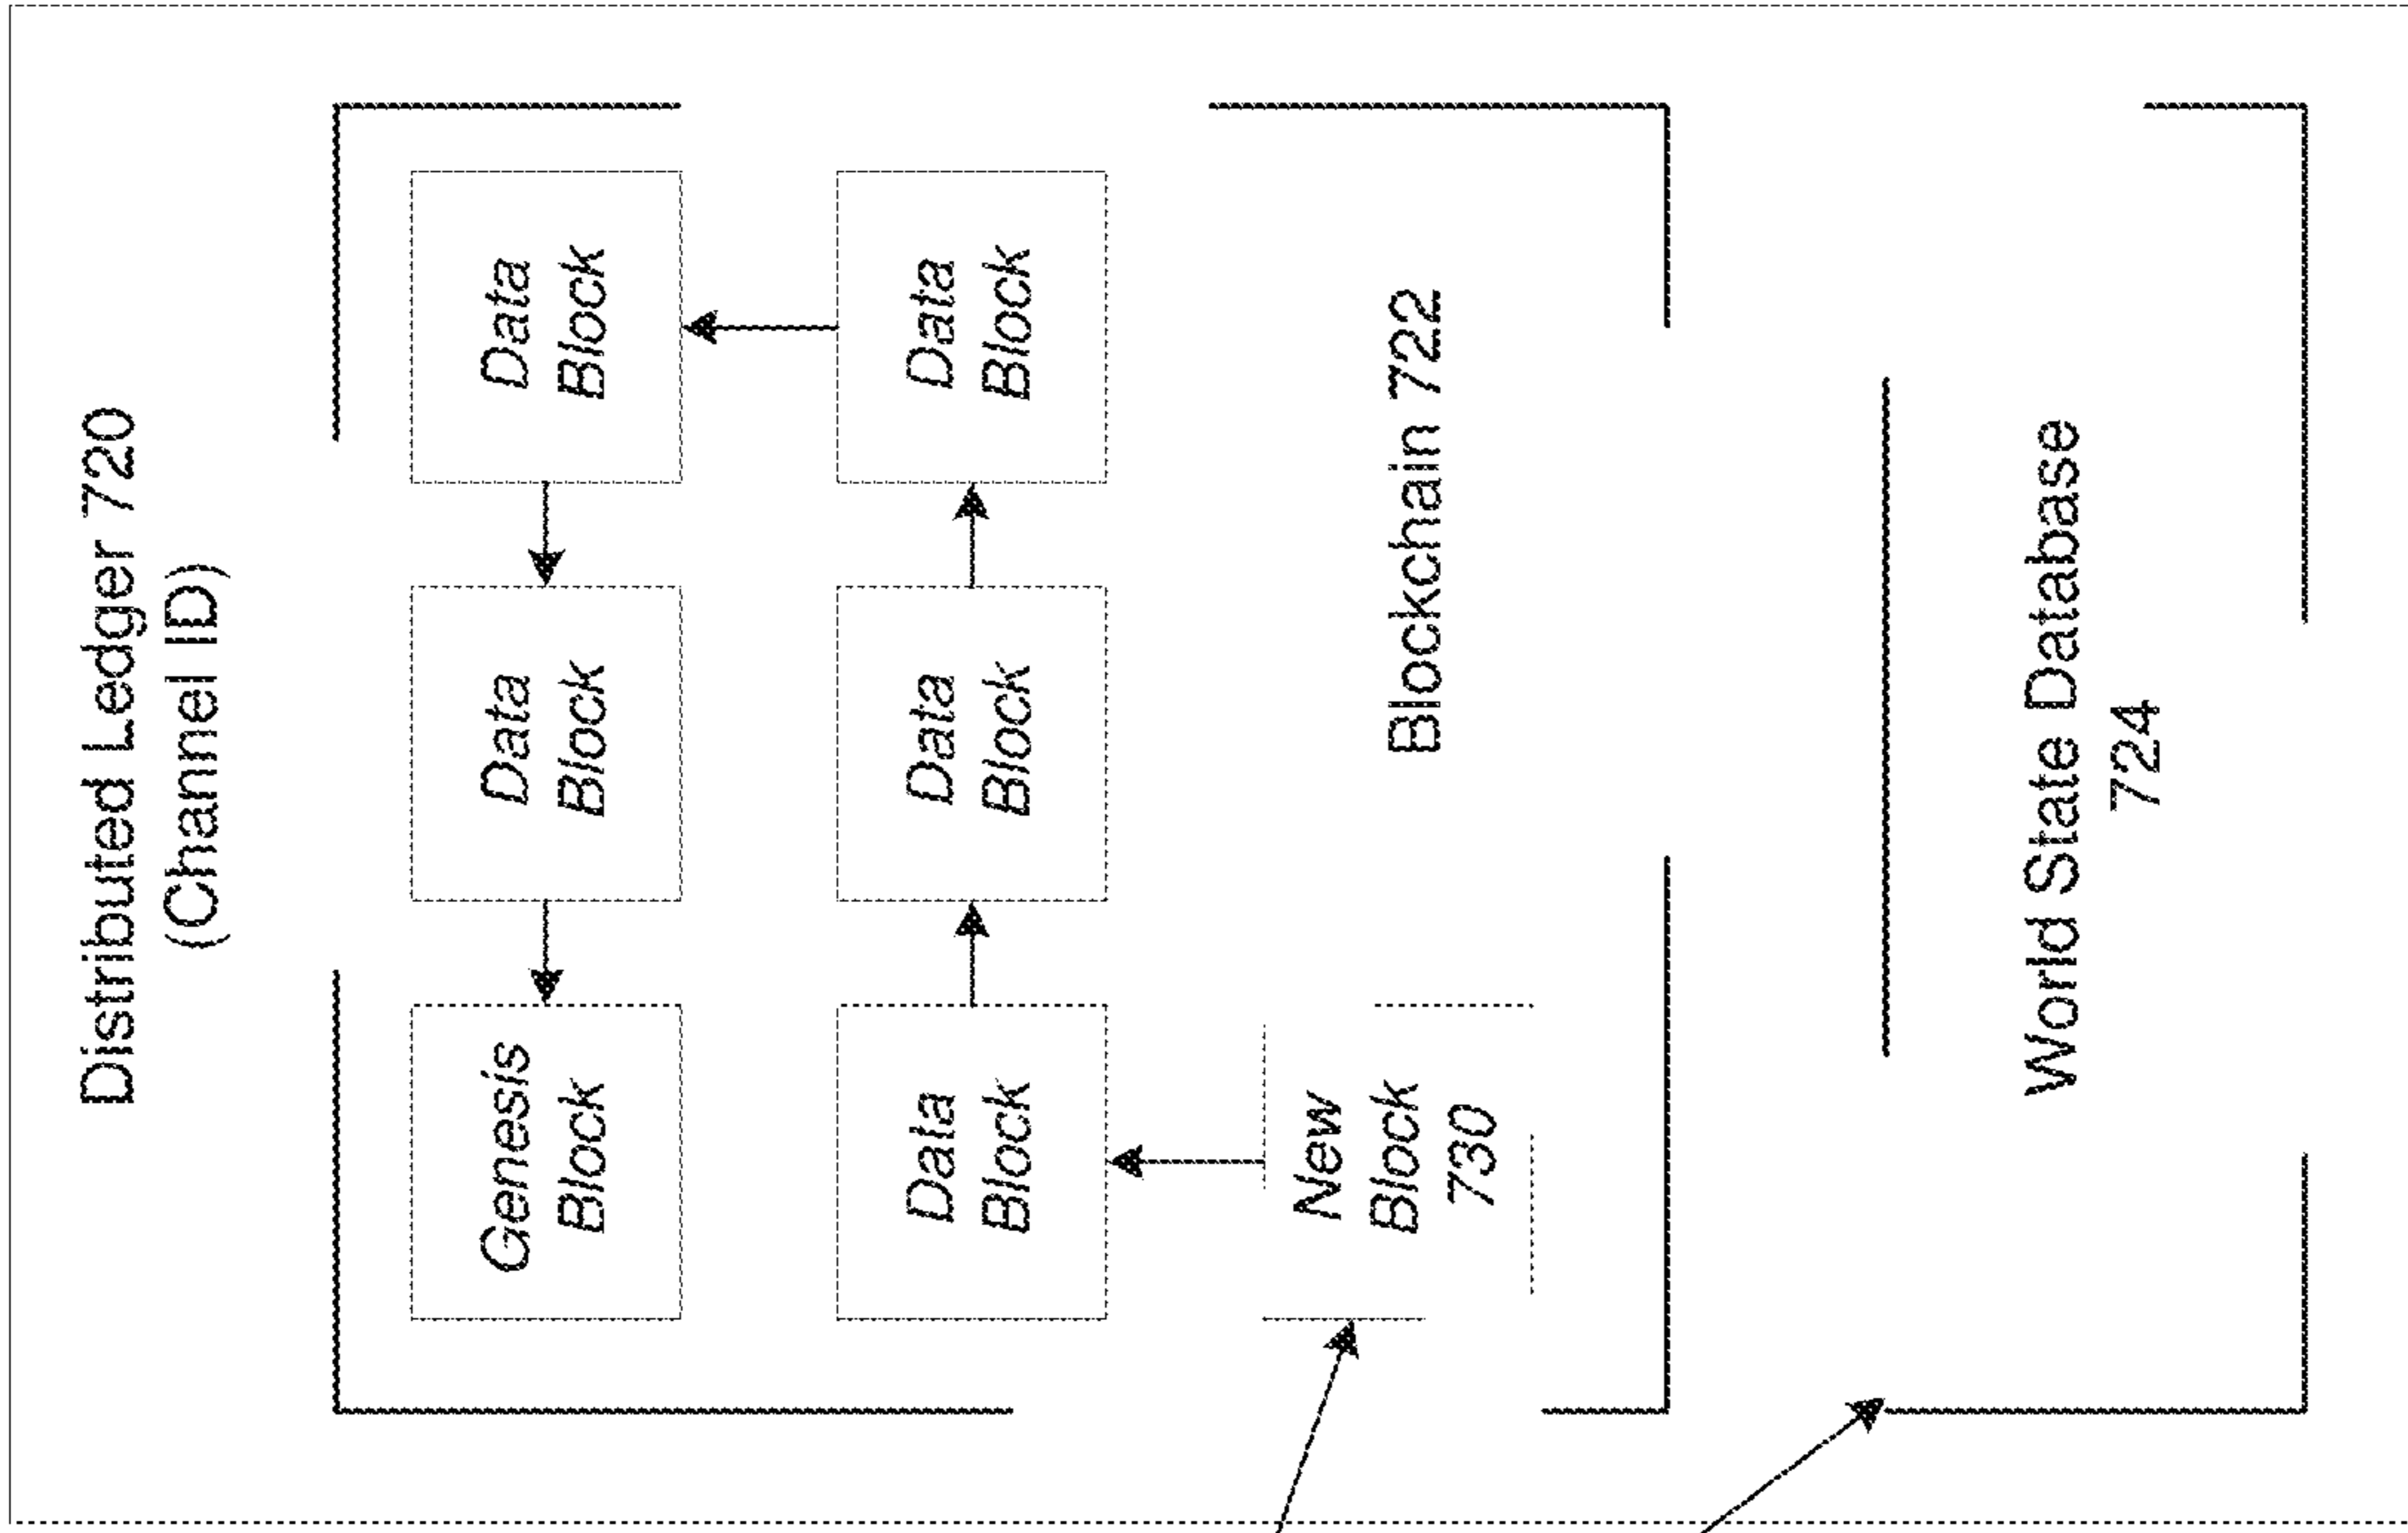 Distributed Ledger 720
(Channel ID)
Genesis
Block
Data
Block
Data
Block
Data
Block
Data
Block
Data
Block
New
Block
730
Blockchain 722
World State Database
724